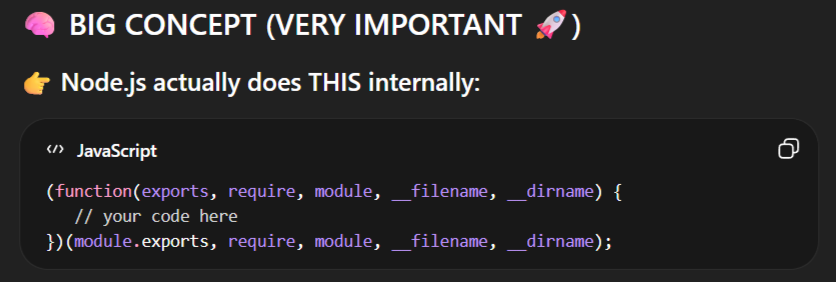 🧠 BIG CONCEPT (VERY IMPORTANT 🚀)
👉 Node.js actually does THIS internally:
</> JavaScript
(function(exports, require, module, __filename, __dirname) {
   // your code here
})(module.exports, require, module, __filename, __dirname);